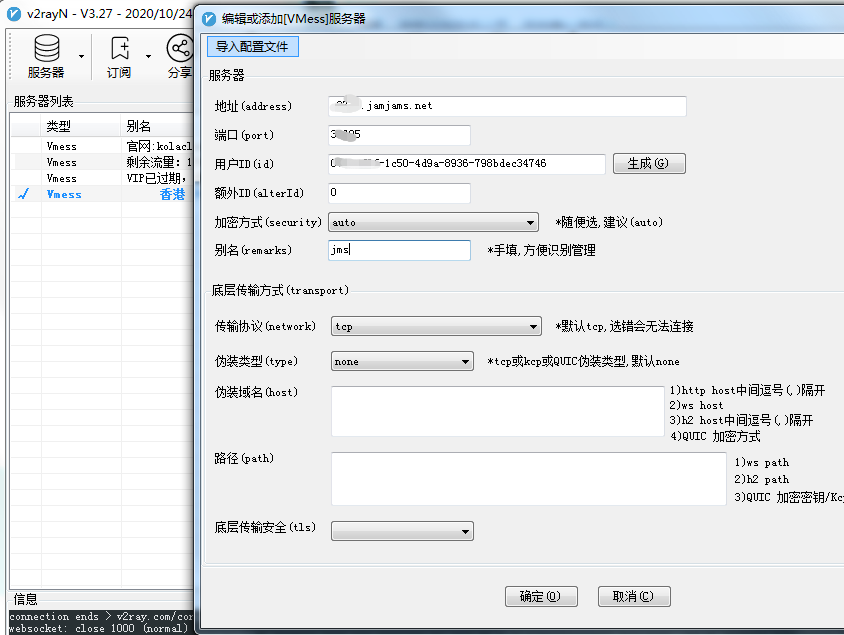 v2rayN - V3.27 - 2020/10/24
服务器
订阅
分享
服务器列表
类型 别名
Vmess 官网:kolacl
Vmess 剩余流量: 1
Vmess VIP已过期,
Vmess 香港
信息
connection ends > v2ray.com/cor
websocket: close 1000 (normal)
编辑或添加[VMess]服务器
导入配置文件
服务器
地址(address) .jamjams.net
端口(port)
用户ID(id) -1c50-4d9a-8936-798bdec34746 生成(G)
额外ID(alterId) 0
加密方式(security) auto *随便选,建议(auto)
别名(remarks) jms *手填,方便识别管理
底层传输方式(transport)
传输协议(network) tcp *默认tcp,选错会无法连接
伪装类型(type) none *tcp或kcp或QUIC伪装类型,默认none
伪装域名(host)
1)http host中间逗号(,)隔开
2)ws host
3)h2 host中间逗号(,)隔开
4)QUIC 加密方式
路径(path)
1)ws path
2)h2 path
3)QUIC 加密密钥/Kcp
底层传输安全(tls)
确定(O) 取消(C)